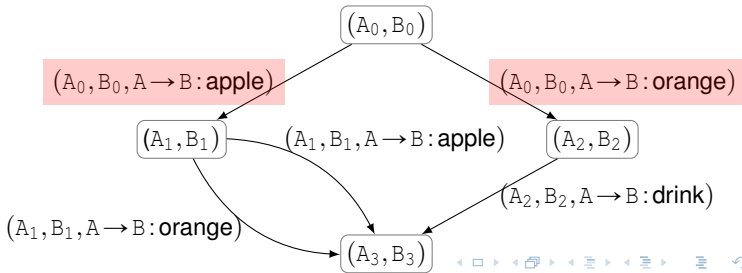 (A₀,B₀)
(A₀,B₀,A→B:apple) (A₀,B₀,A→B:orange)
(A₁,B₁) (A₁,B₁,A→B:apple) (A₂,B₂)
(A₂,B₂,A→B:drink)
(A₁,B₁,A→B:orange)
(A₃,B₃)